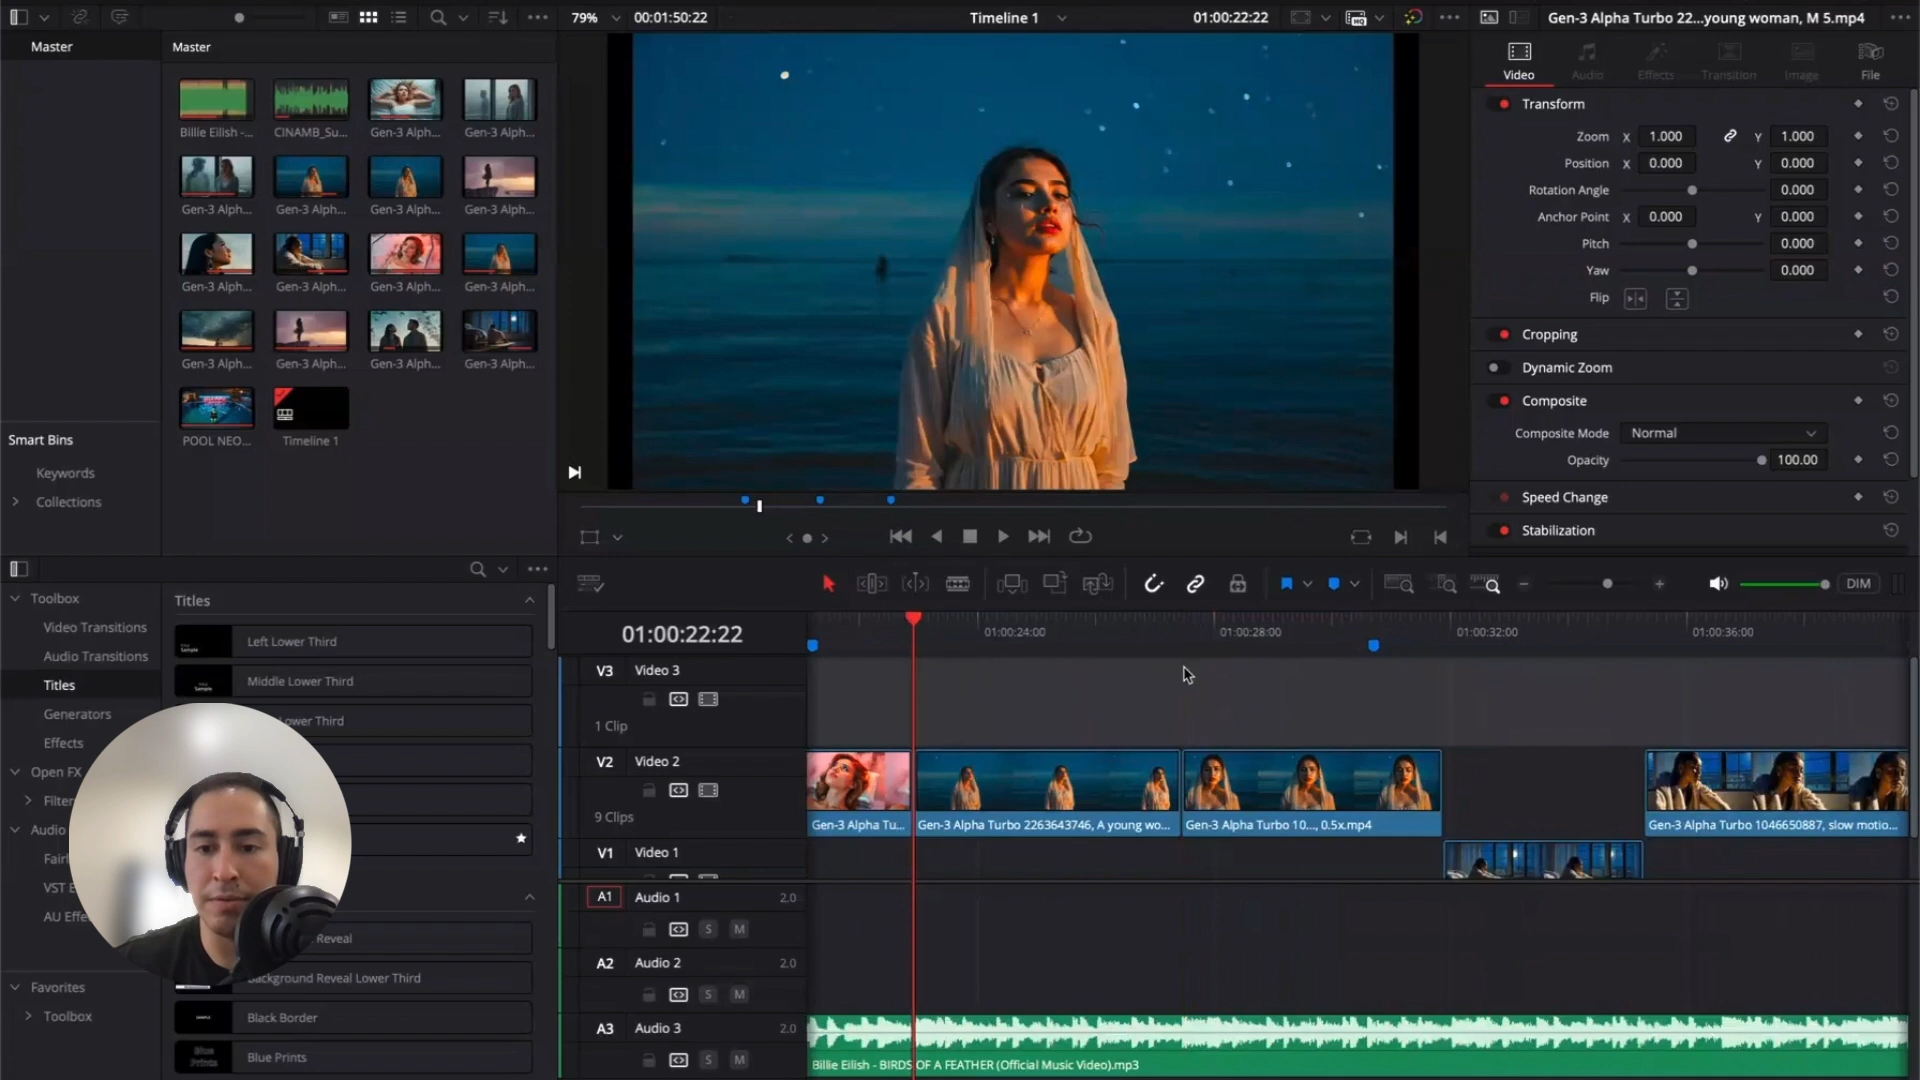 79%
00:01:50:22
Timeline 1
01:00:22:22
Gen-3 Alpha Turbo 22...young woman, M 5.mp4
Master
Master
Billie Eilish -...
CINAMB_Su...
Gen-3 Alph...
Gen-3 Alph...
Gen-3 Alph...
Gen-3 Alph...
Gen-3 Alph...
Gen-3 Alph...
Gen-3 Alph...
Gen-3 Alph...
Gen-3 Alph...
Gen-3 Alph...
Gen-3 Alph...
Gen-3 Alph...
Gen-3 Alph...
Gen-3 Alph...
POOL NEO...
Timeline 1
Smart Bins
Keywords
Collections
Video
Audio
Effects
Transition
Image
File
Transform
Zoom X 1.000 Y 1.000
Position X 0.000 Y 0.000
Rotation Angle 0.000
Anchor Point X 0.000 Y 0.000
Pitch 0.000
Yaw 0.000
Flip
Cropping
Dynamic Zoom
Composite
Composite Mode Normal
Opacity 100.00
Speed Change
Stabilization
Toolbox
Video Transitions
Audio Transitions
Titles
Generators
Effects
Open FX
Filter
Audio
Fairl
VST E
AU Effe
Favorites
Toolbox
Titles
Left Lower Third
Middle Lower Third
Lower Third
Reveal
Background Reveal Lower Third
Black Border
Blue Prints
DIM
01:00:22:22
01:00:24:00
01:00:28:00
01:00:32:00
01:00:36:00
V3 Video 3
1 Clip
V2 Video 2
9 Clips
Gen-3 Alpha Tu...
Gen-3 Alpha Turbo 2263643746, A young wo...
Gen-3 Alpha Turbo 10..., 0.5x.mp4
Gen-3 Alpha Turbo 1046650887, slow motio...
V1 Video 1
A1 Audio 1 2.0
S M
A2 Audio 2 2.0
S M
A3 Audio 3 2.0
S M
Billie Eilish - BIRDS OF A FEATHER (Official Music Video).mp3